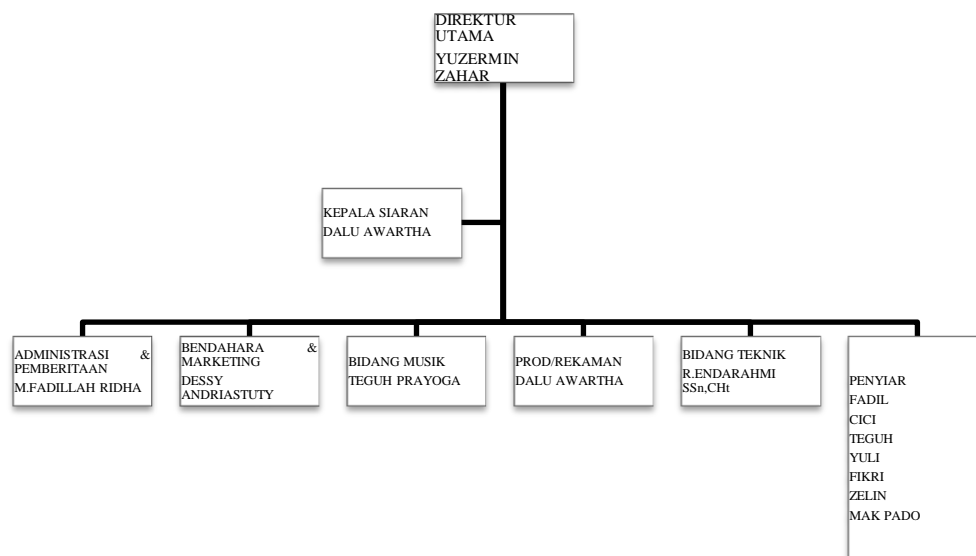 DIREKTUR
UTAMA
YUZERMIN
ZAHAR
KEPALA SIARAN
DALU AWARTHA
ADMINISTRASI &
PEMBERITAAN
M.FADILLAH RIDHA
BENDAHARA &
MARKETING
DESSY
ANDRIASTUTY
BIDANG MUSIK
TEGUH PRAYOGA
PROD/REKAMAN
DALU AWARTHA
BIDANG TEKNIK
R.ENDARAHMI
SSn,CHt
PENYIAR
FADIL
CICI
TEGUH
YULI
FIKRI
ZELIN
MAK PADO